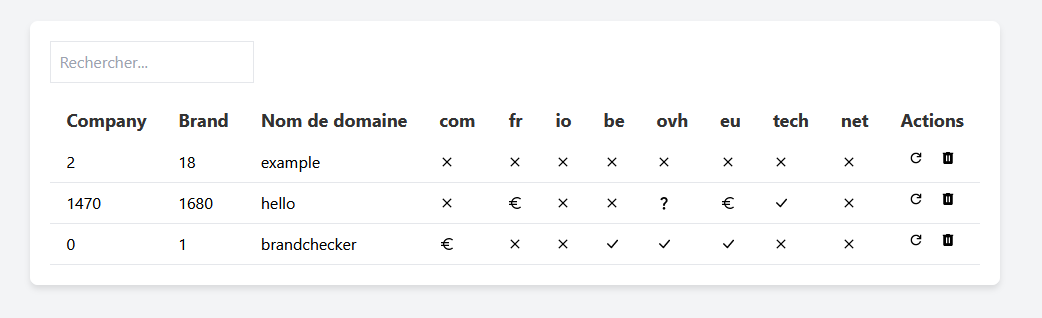 Rechercher...
Company Brand Nom de domaine com fr io be ovh eu tech net Actions
2 18 example × × × × × × × ×
1470 1680 hello × € × × ? € ✓ ×
0 1 brandchecker € × × ✓ ✓ ✓ × ×